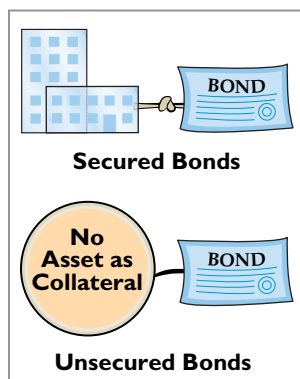 BOND
Secured Bonds
No
Asset as
Collateral
BOND
Unsecured Bonds